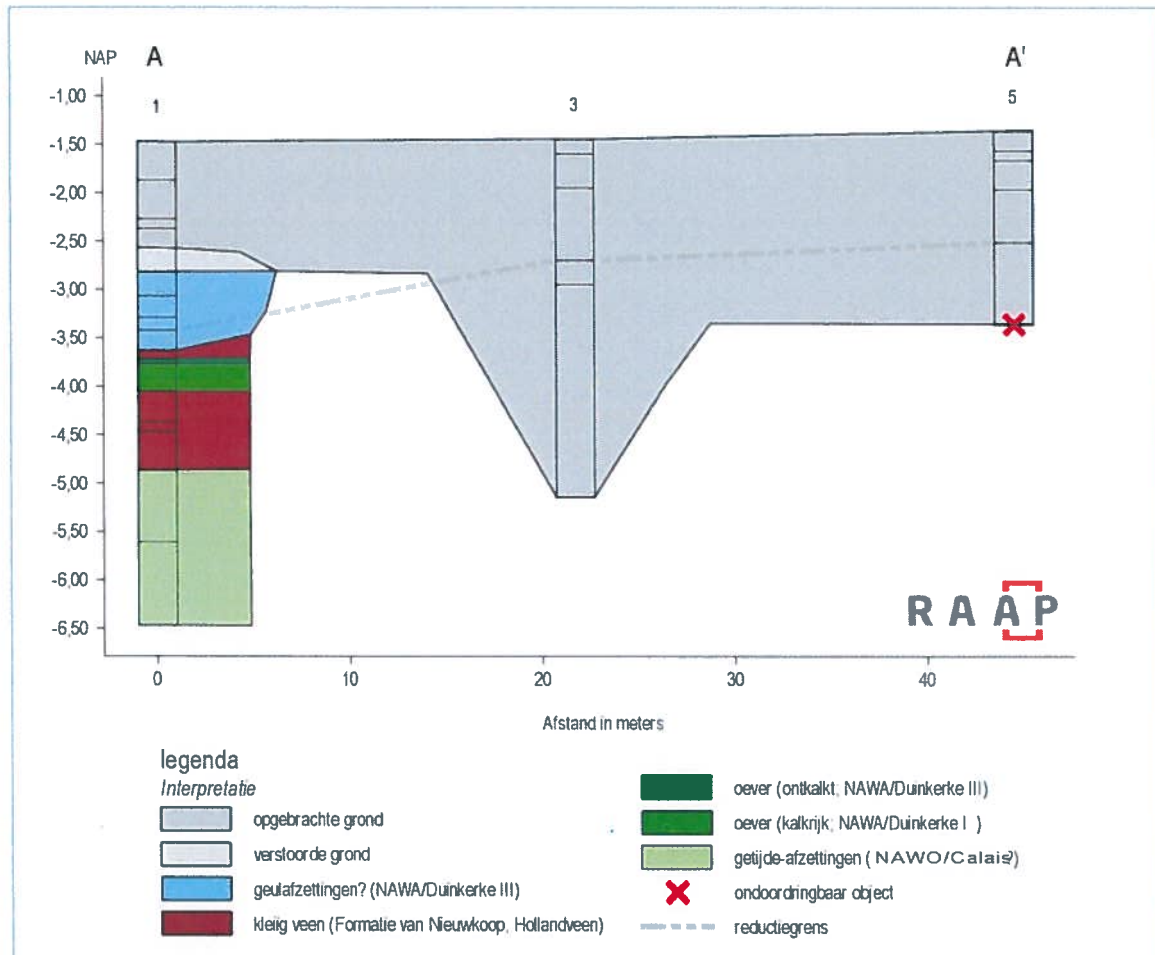 NAP A A'
1 3 5
-1,00
-1,50
-2,00
-2,50
-3,00
-3,50
-4,00
-4,50
-5,00
-5,50
-6,00
-6,50
RAAP
0 10 20 30 40
Afstand in meters
legenda
Interpretatie
opgebrachte grond
verstoorde grond
geulafzettingen? (NAWA/Duinkerke III)
kleiig veen (Formatie van Nieuwkoop, Hollandveen)
oever (ontkalkt; NAWA/Duinkerke III)
oever (kalkrijk; NAWA/Duinkerke I )
getijde-afzettingen ( NAWO/Calais?)
ondoordringbaar object
reductiegrens